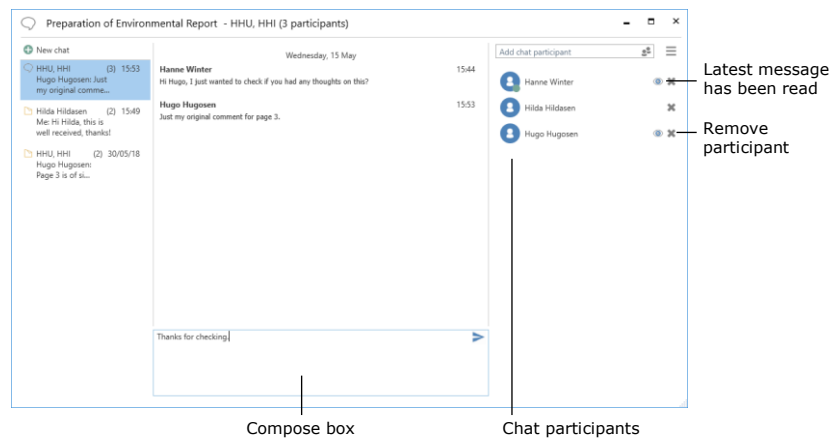 Preparation of Environmental Report - HHU, HHI (3 participants)
New chat
HHU, HHI (3) 15:53
Hugo Hugosen: Just
my original comme...
Hilda Hildasen (2) 15:49
Me: Hi Hilda, this is
well received, thanks!
HHU, HHI (2) 30/05/18
Hugo Hugosen:
Page 3 is of si...
Wednesday, 15 May
Hanne Winter 15:44
Hi Hugo, I just wanted to check if you had any thoughts on this?
Hugo Hugosen 15:53
Just my original comment for page 3.
Thanks for checking.
Add chat participant
Hanne Winter
Hilda Hildasen
Hugo Hugosen
Latest message
has been read
Remove
participant
Compose box
Chat participants